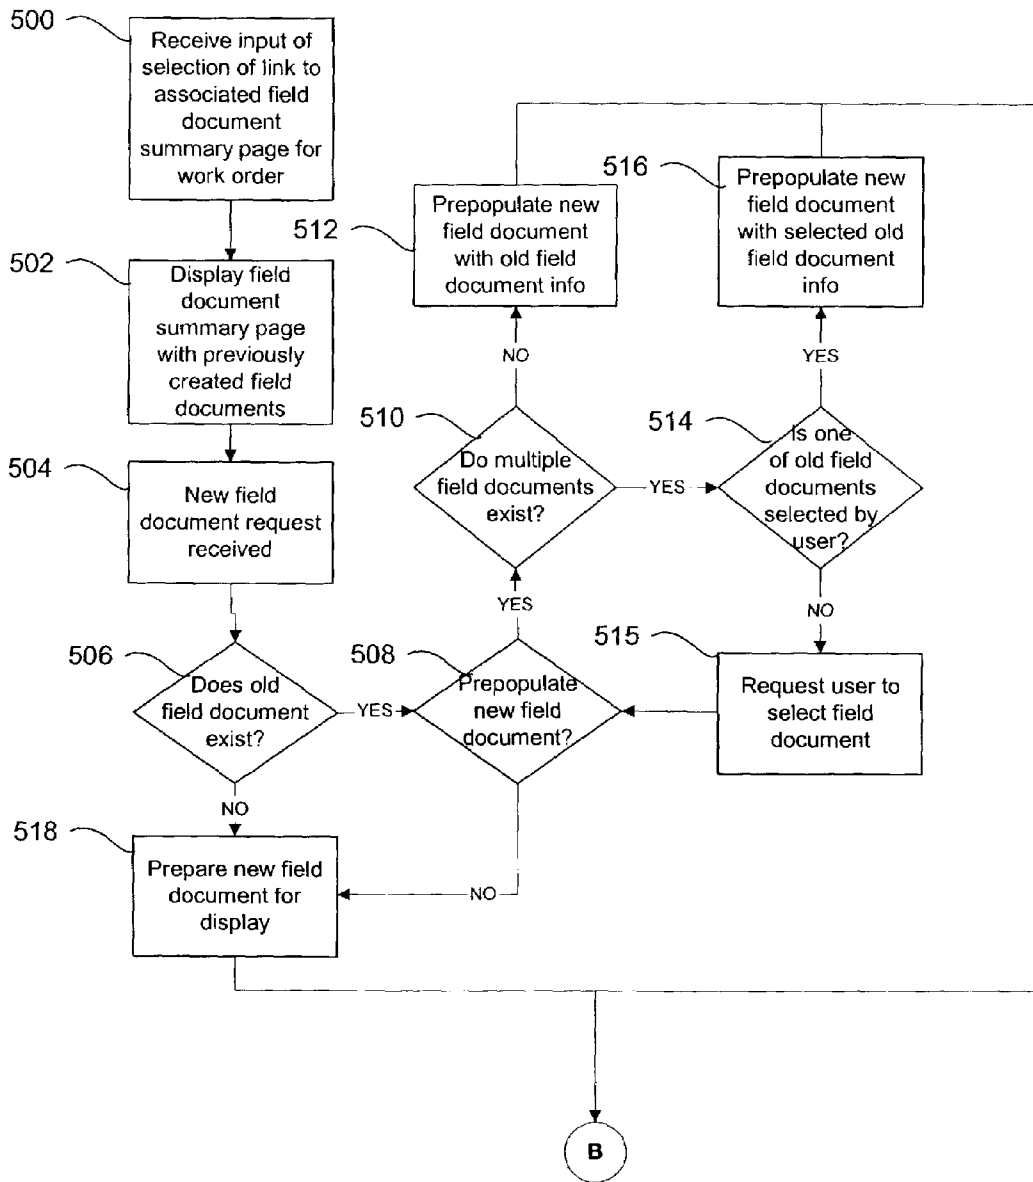 500
Receive input of
selection of link to
associated field
document
summary page for
work order
502
Display field
document
summary page
with previously
created field
documents
504
New field
document request
received
506
Does old
field document
exist?
YES
NO
508
Prepopulate
new field
document?
YES
NO
510
Do multiple
field documents
exist?
NO
YES
512
Prepopulate new
field document
with old field
document info
514
Is one
of old field
documents
selected by
user?
YES
NO
516
Prepopulate new
field document
with selected old
field document
info
515
Request user to
select field
document
518
Prepare new field
document for
display
B